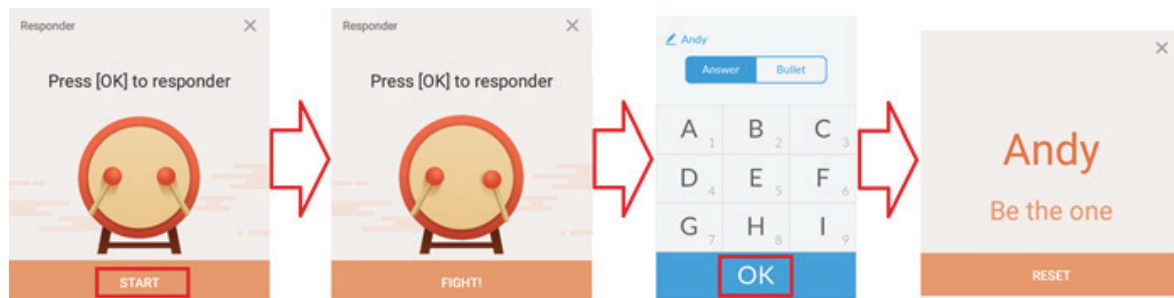 Responder
Press [OK] to responder
START
Responder
Press [OK] to responder
FIGHT!
Andy
Answer Bullet
A 1 B 2 C 3
D 4 E 5 F 6
G 7 H 8 I 9
OK
Andy
Be the one
RESET